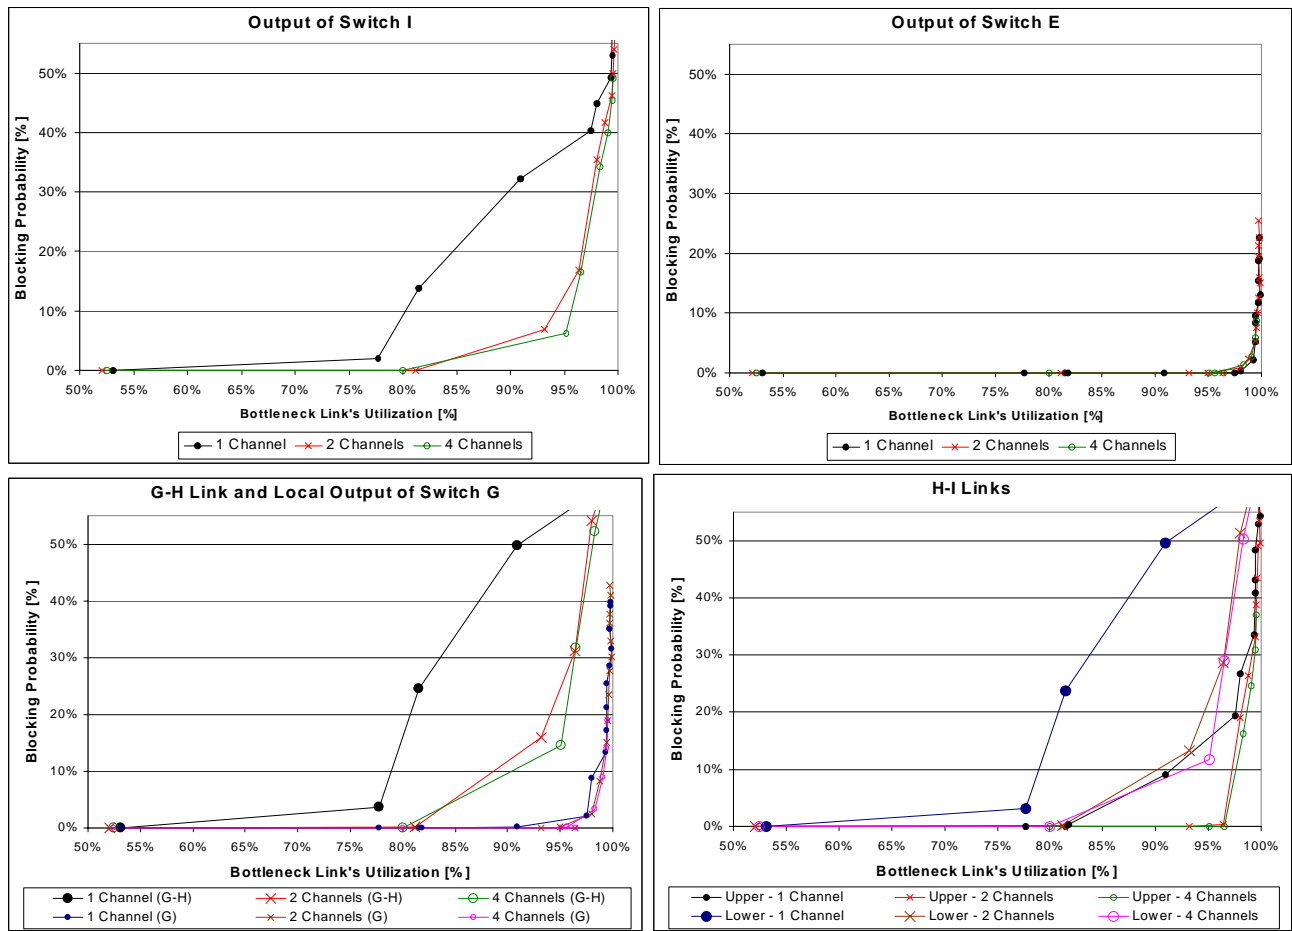 Output of Switch I
Blocking Probability [%]
50%
40%
30%
20%
10%
0%
50% 55% 60% 65% 70% 75% 80% 85% 90% 95% 100%
Bottleneck Link's Utilization [%]
1 Channel 2 Channels 4 Channels
Output of Switch E
Blocking Probability [%]
50%
40%
30%
20%
10%
0%
50% 55% 60% 65% 70% 75% 80% 85% 90% 95% 100%
Bottleneck Link's Utilization [%]
1 Channel 2 Channels 4 Channels
G-H Link and Local Output of Switch G
Blocking Probability [%]
50%
40%
30%
20%
10%
0%
50% 55% 60% 65% 70% 75% 80% 85% 90% 95% 100%
Bottleneck Link's Utilization [%]
1 Channel (G-H) 2 Channels (G-H) 4 Channels (G-H)
1 Channel (G) 2 Channels (G) 4 Channels (G)
H-I Links
Blocking Probability [%]
50%
40%
30%
20%
10%
0%
50% 55% 60% 65% 70% 75% 80% 85% 90% 95% 100%
Bottleneck Link's Utilization [%]
Upper - 1 Channel Upper - 2 Channels Upper - 4 Channels
Lower - 1 Channel Lower - 2 Channels Lower - 4 Channels